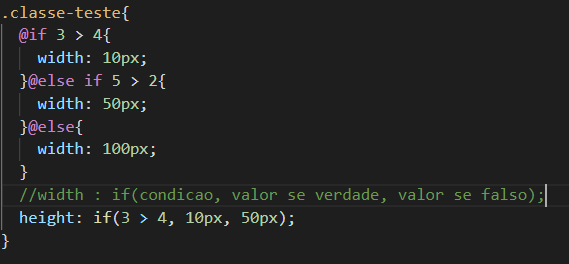 .classe-teste{
@if 3 > 4{
width: 10px;
}@else if 5 > 2{
width: 50px;
}@else{
width: 100px;
}
//width : if(condicao, valor se verdade, valor se falso);
height: if(3 > 4, 10px, 50px);
}